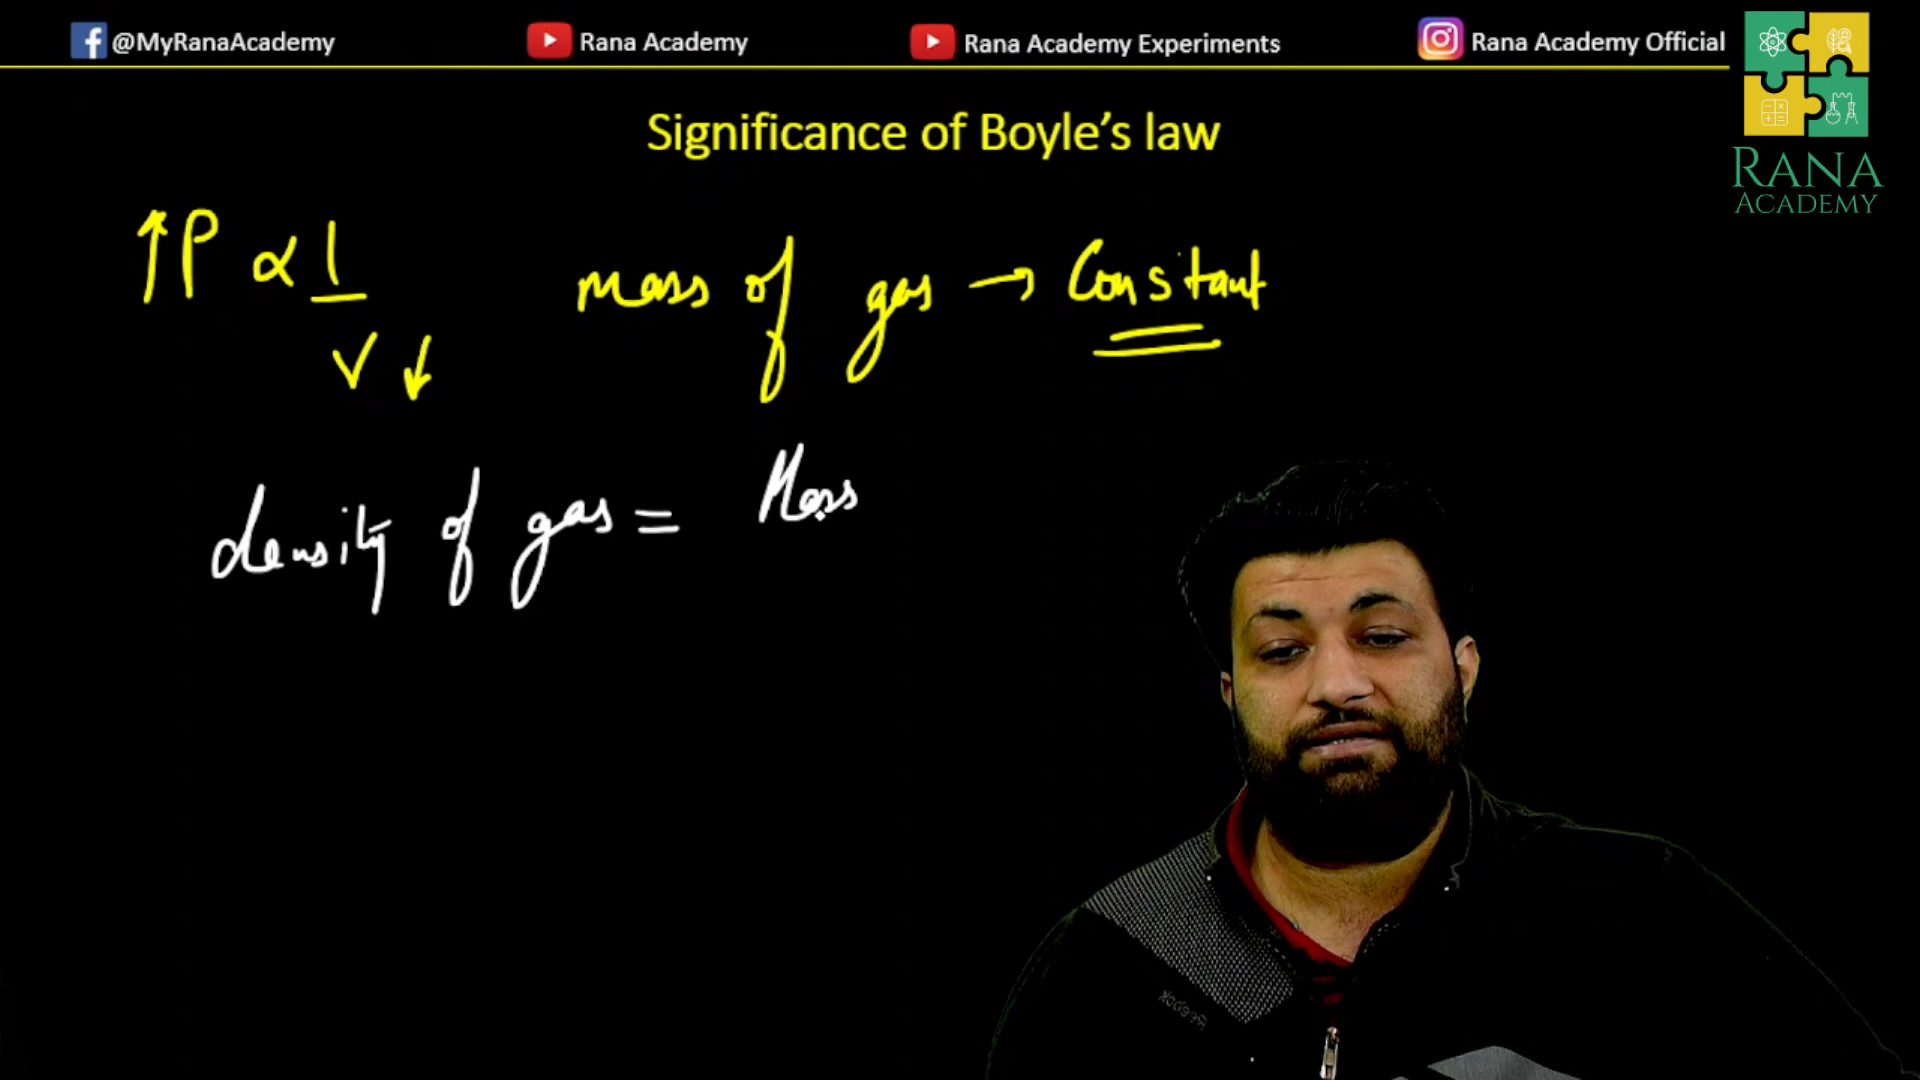 @MyRanaAcademy
Rana Academy
Rana Academy Experiments
Rana Academy Official
RANA
ACADEMY
Significance of Boyle’s law
↑P ∝ 1
V ↓
mass of gas → Constant
density of gas = Mass
Reebok